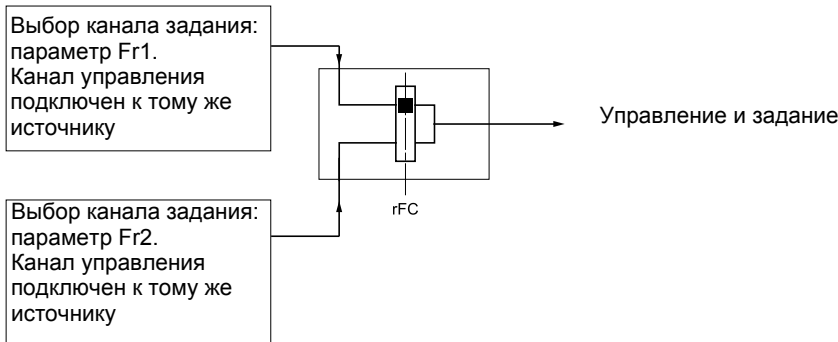 Выбор канала задания:
параметр Fr1.
Канал управления
подключен к тому же
источнику
Управление и задание
rFC
Выбор канала задания:
параметр Fr2.
Канал управления
подключен к тому же
источнику